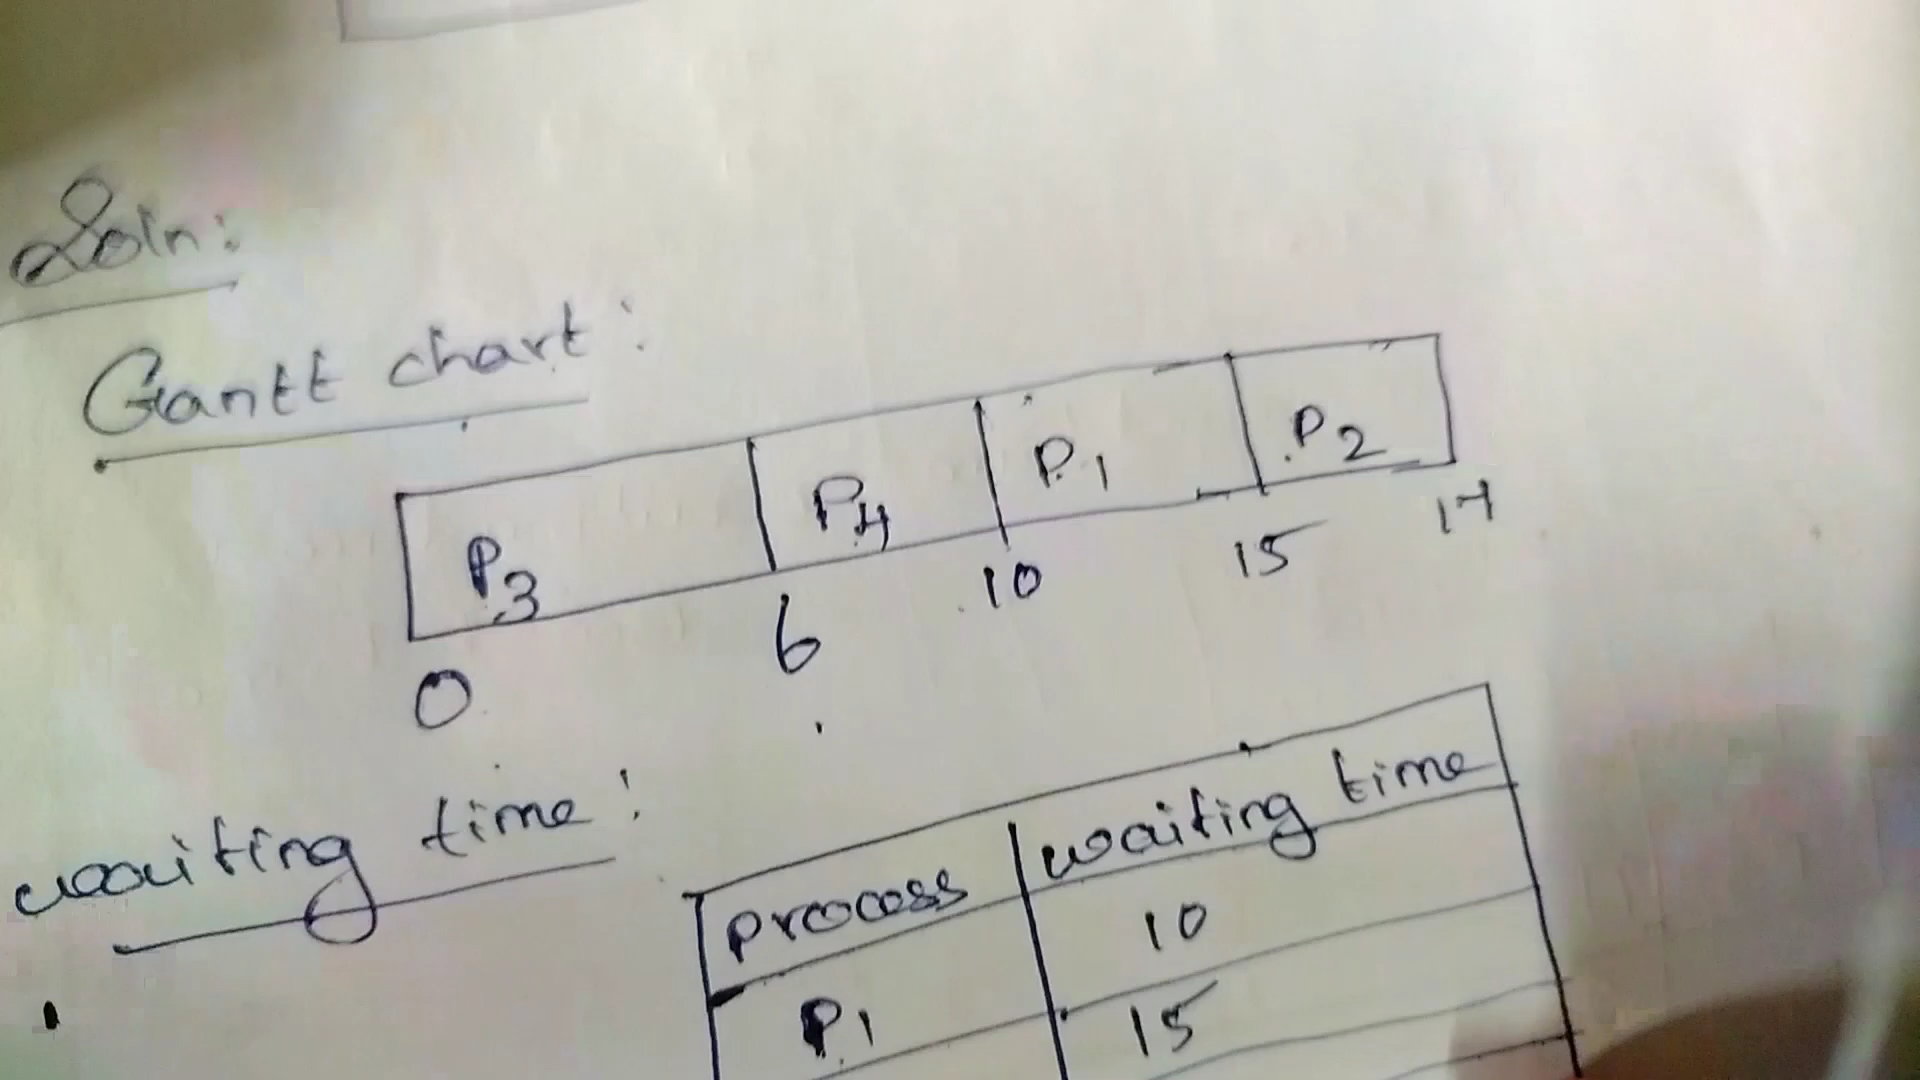 Soln:
Gantt chart:
P3 P4 P1 P2
0 6 10 15 17
waiting time:
process waiting time
P1 10
15